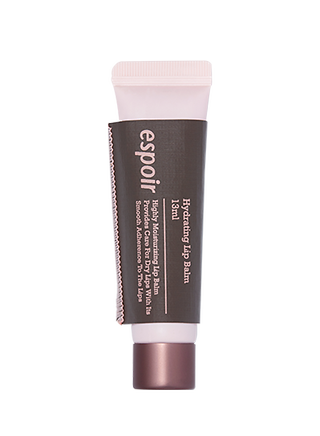 espoir
Hydrating Lip Balm
13ml
Highly Moisturizing Lip Balm
Provides Care For Dry Lips With Its
Smooth Adherence To The Lips